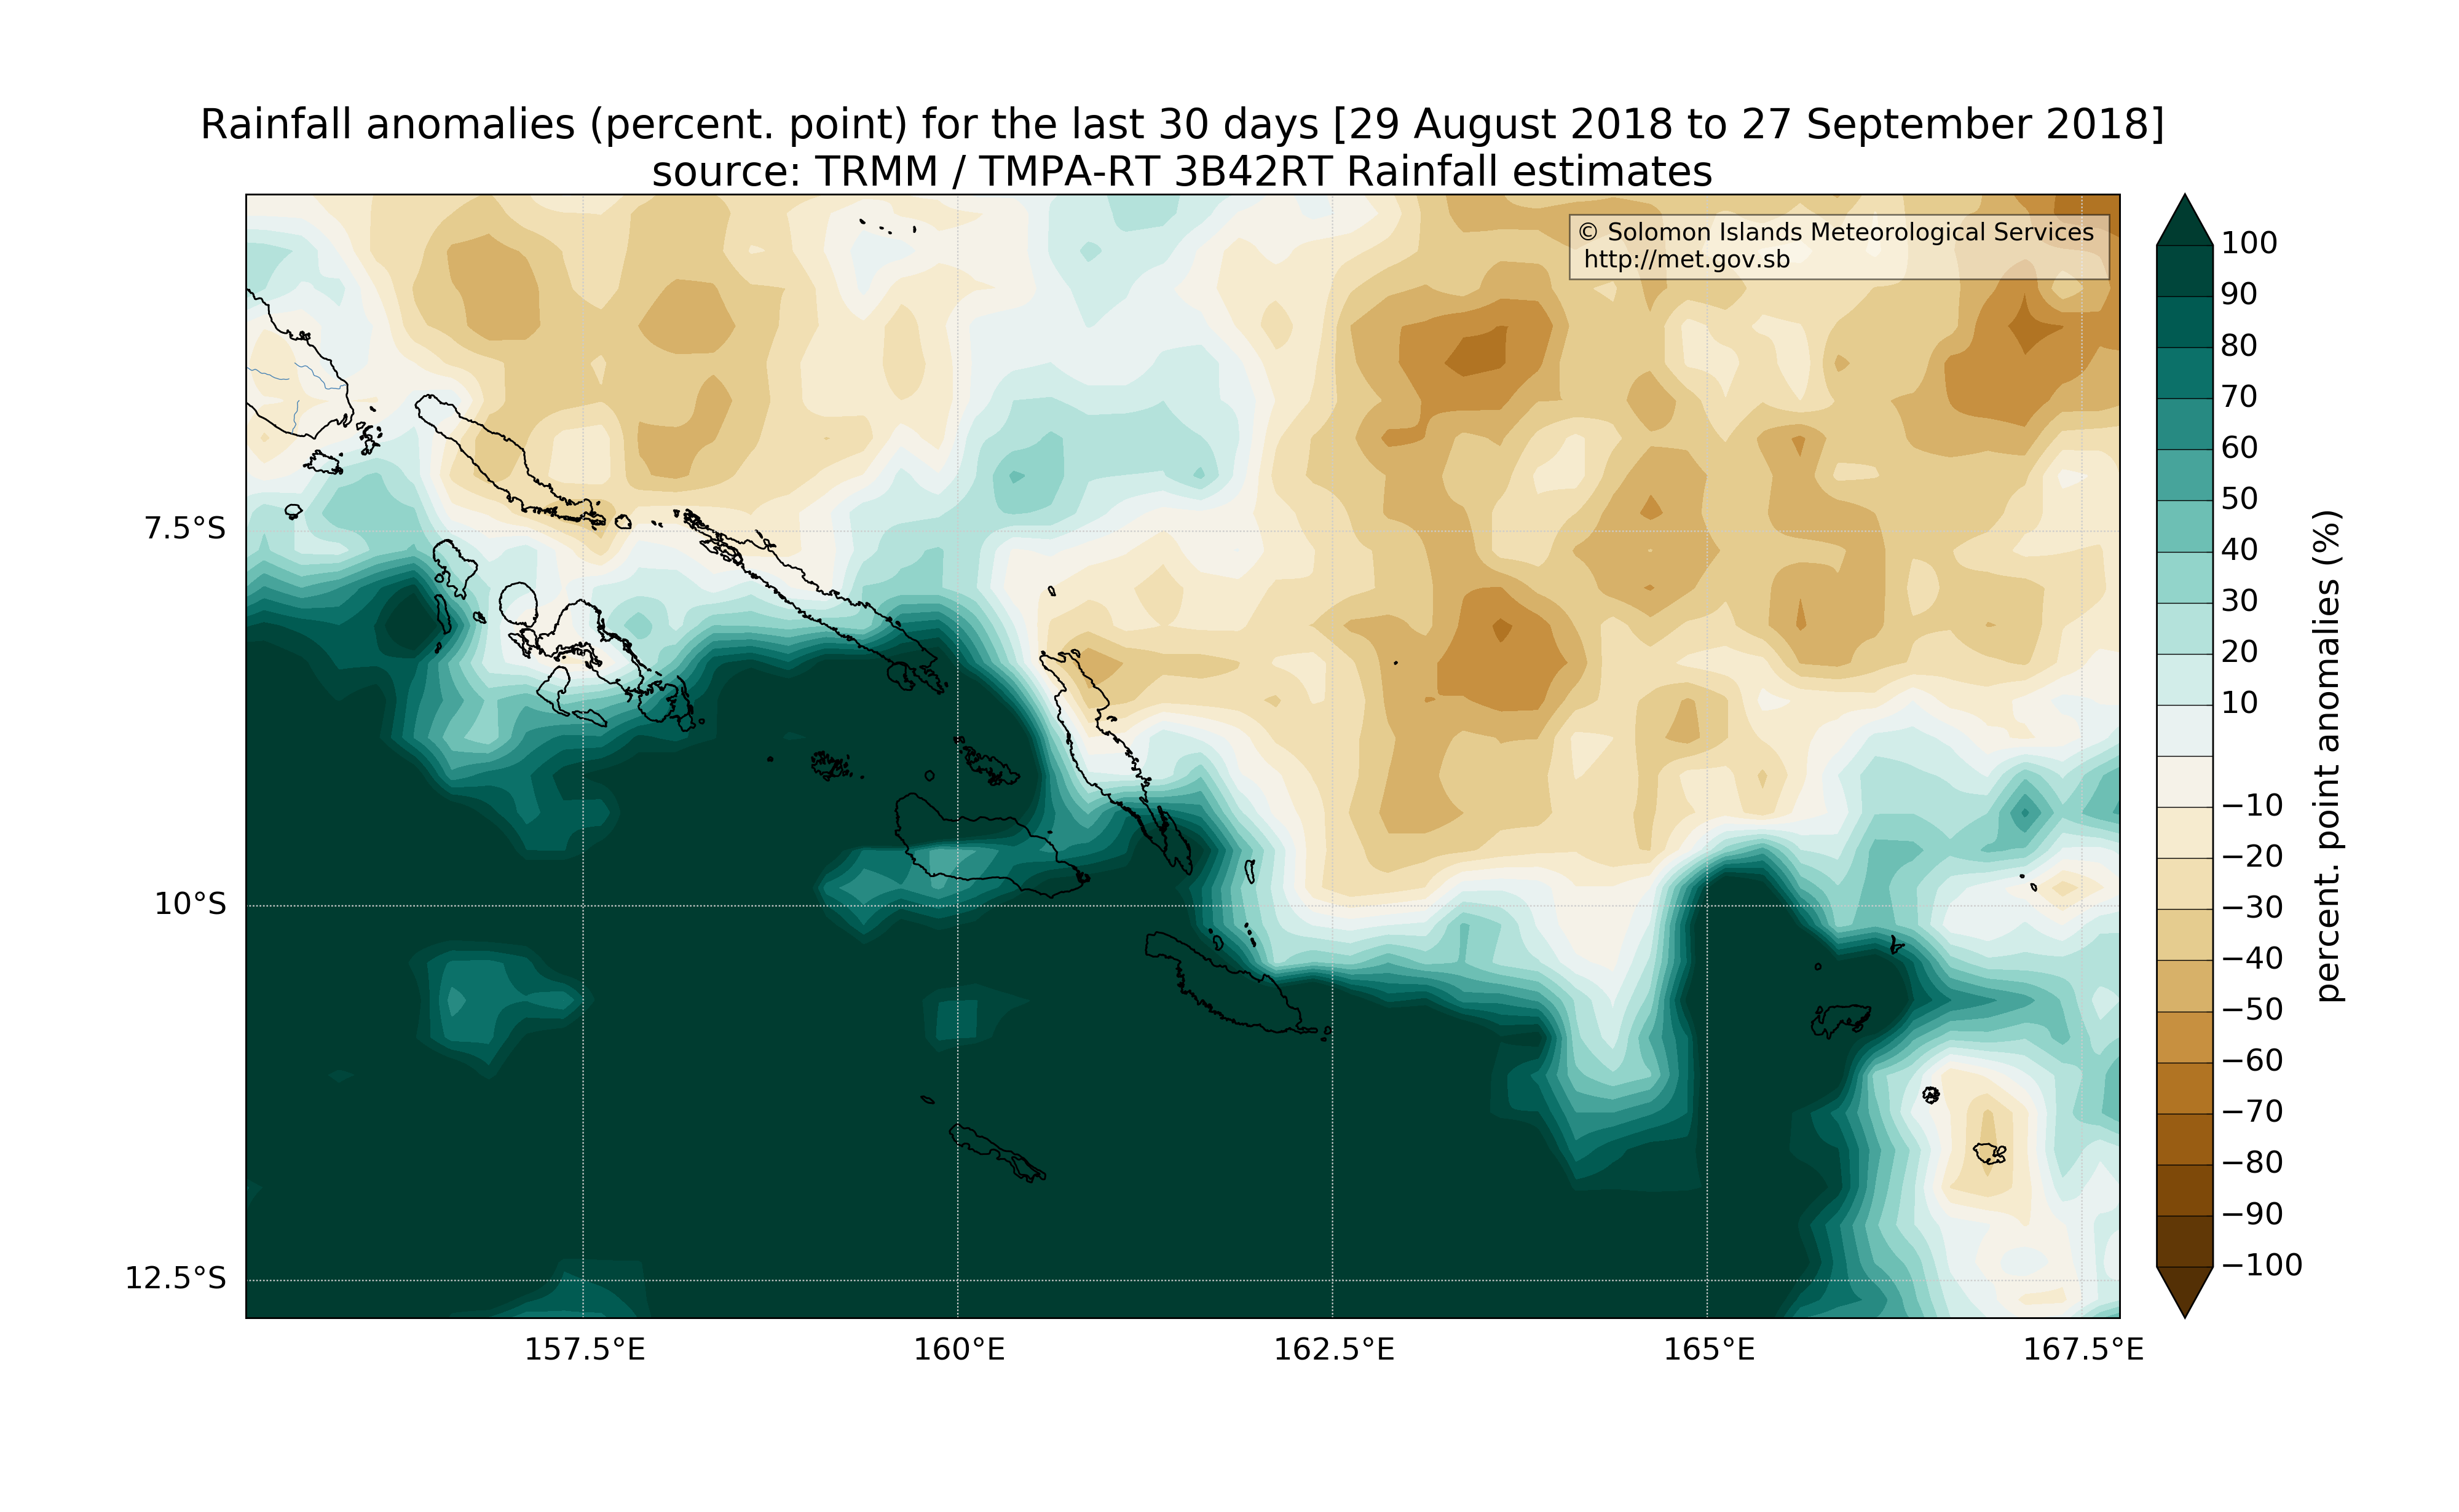 Rainfall anomalies (percent. point) for the last 30 days [29 August 2018 to 27 September 2018]
source: TRMM / TMPA-RT 3B42RT Rainfall estimates
© Solomon Islands Meteorological Services
http://met.gov.sb
7.5°S
10°S
12.5°S
157.5°E
160°E
162.5°E
165°E
167.5°E
100
90
80
70
60
50
40
30
20
10
−10
−20
−30
−40
−50
−60
−70
−80
−90
−100
percent. point anomalies (%)